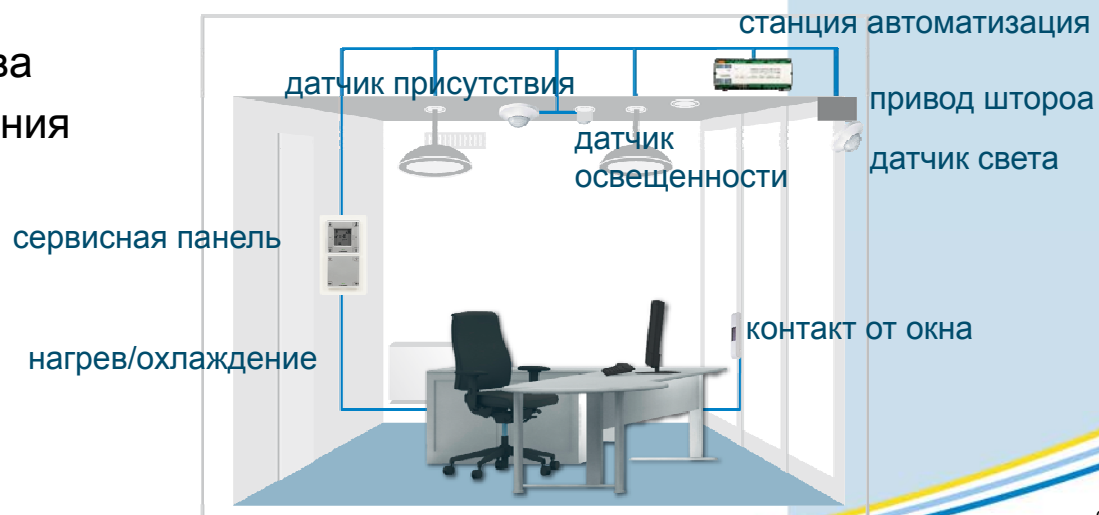 ва
ния
станция автоматизация
датчик присутствия
привод штороа
датчик
освещенности
датчик света
сервисная панель
контакт от окна
нагрев/охлаждение